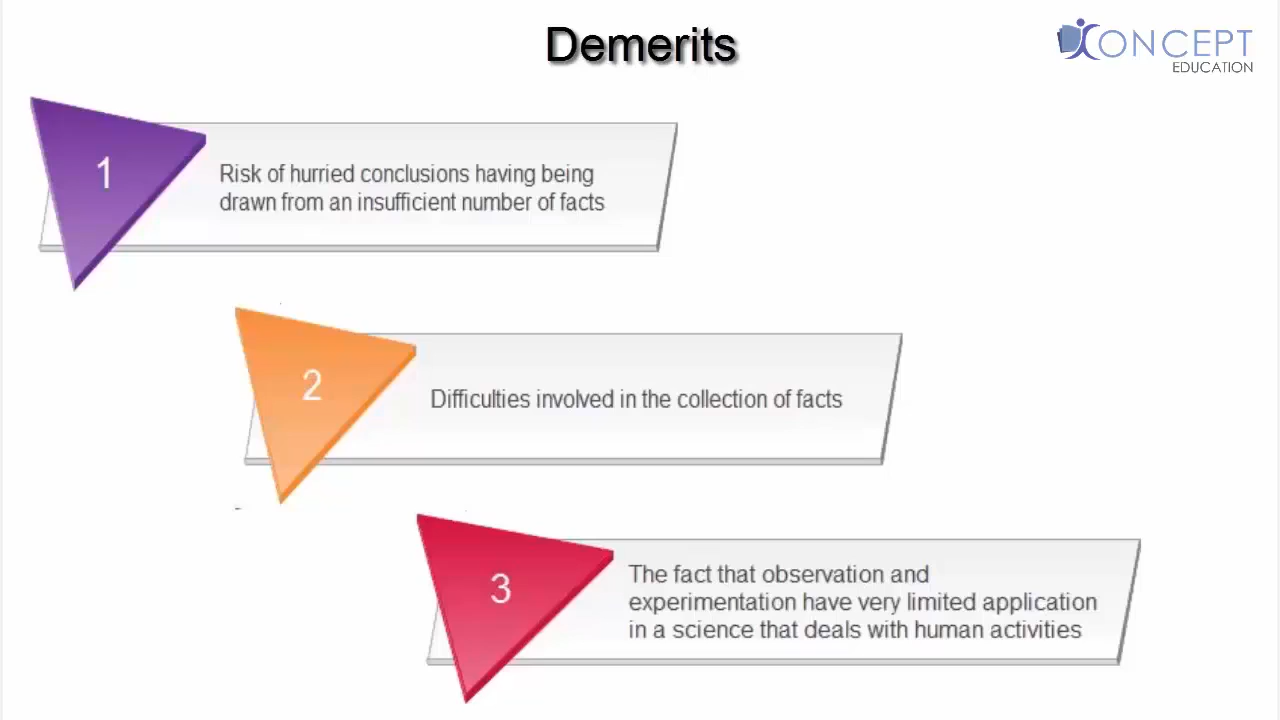 Demerits
CONCEPT
EDUCATION
1
Risk of hurried conclusions having being
drawn from an insufficient number of facts
2
Difficulties involved in the collection of facts
3
The fact that observation and
experimentation have very limited application
in a science that deals with human activities